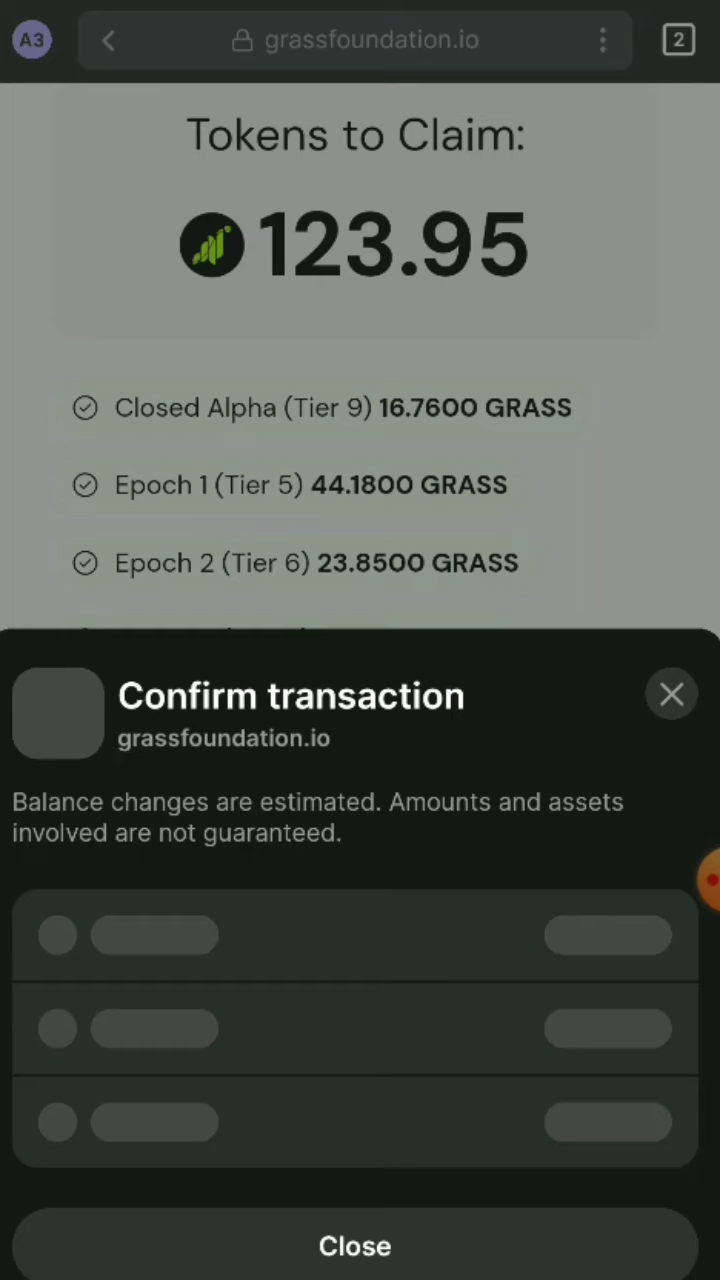 A3
grassfoundation.io
2
Tokens to Claim:
123.95
Closed Alpha (Tier 9) 16.7600 GRASS
Epoch 1 (Tier 5) 44.1800 GRASS
Epoch 2 (Tier 6) 23.8500 GRASS
Confirm transaction
grassfoundation.io
Balance changes are estimated. Amounts and assets
involved are not guaranteed.
Close